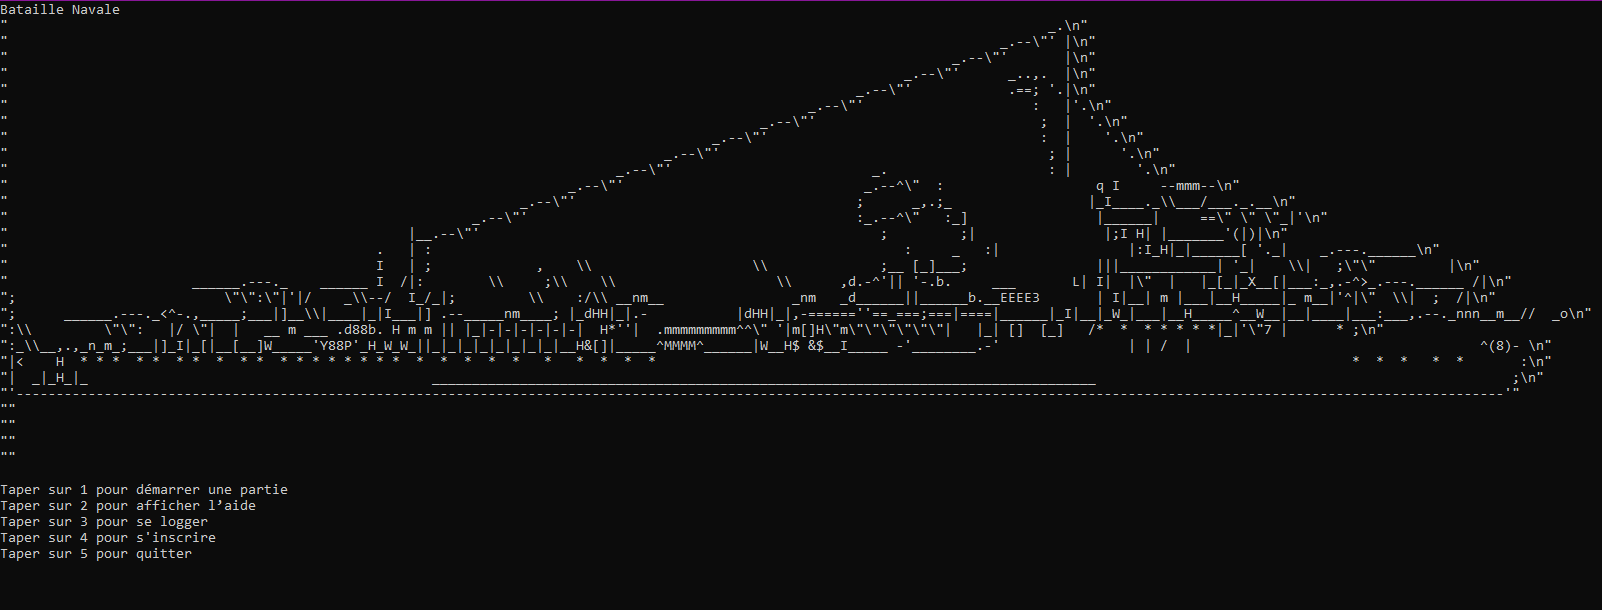 Bataille Navale
Taper sur 1 pour démarrer une partie
Taper sur 2 pour afficher l’aide
Taper sur 3 pour se logger
Taper sur 4 pour s'inscrire
Taper sur 5 pour quitter